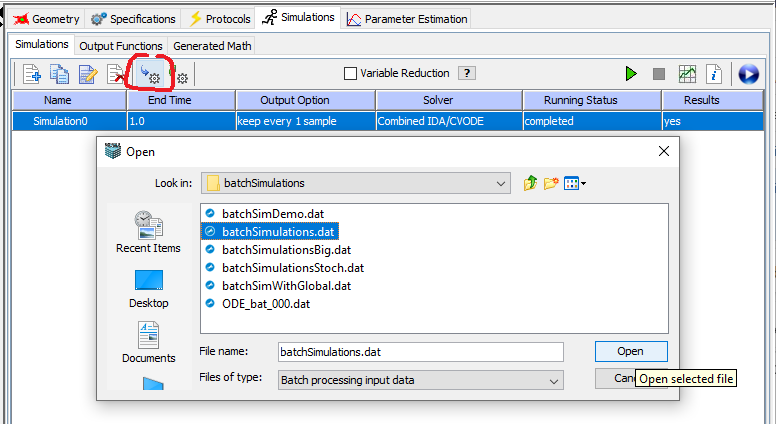 Geometry Specifications Protocols Simulations Parameter Estimation
Simulations Output Functions Generated Math
Variable Reduction ?
Name End Time Output Option Solver Running Status Results
Simulation0 1.0 keep every 1 sample Combined IDA/CVODE completed yes
Open
Look in: batchSimulations
batchSimDemo.dat
batchSimulations.dat
batchSimulationsBig.dat
batchSimulationsStoch.dat
batchSimWithGlobal.dat
ODE_bat_000.dat
Recent Items
Desktop
Documents
File name: batchSimulations.dat Open
Files of type: Batch processing input data
Open selected file